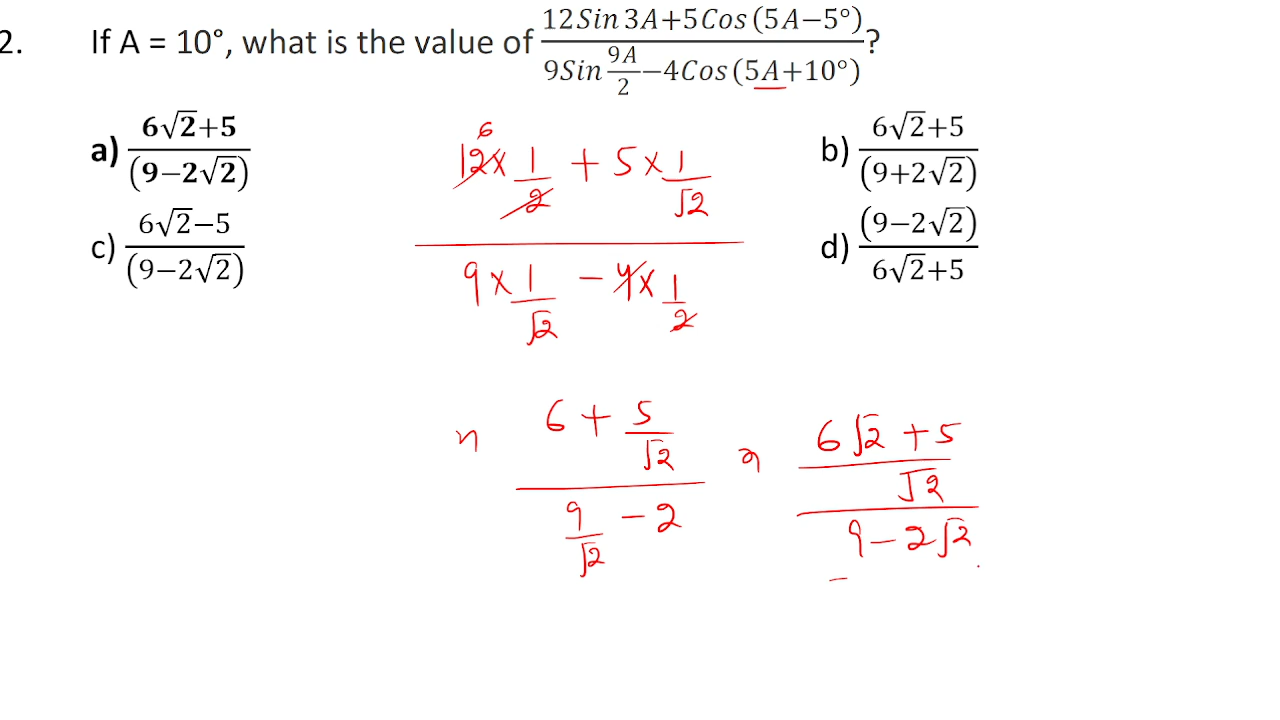 2. If A = 10°, what is the value of (12Sin 3A+5Cos (5A−5°))/(9Sin 9A/2−4Cos (5A+10°))?
a) (6√2+5)/(9−2√2) b) (6√2+5)/(9+2√2)
c) (6√2−5)/(9−2√2) d) (9−2√2)/(6√2+5)
6
12 × 1/2 + 5 × 1/√2
9 × 1/√2 − 4 × 1/2
6 + 5/√2
9/√2 − 2
6√2 + 5
√2
9 − 2√2